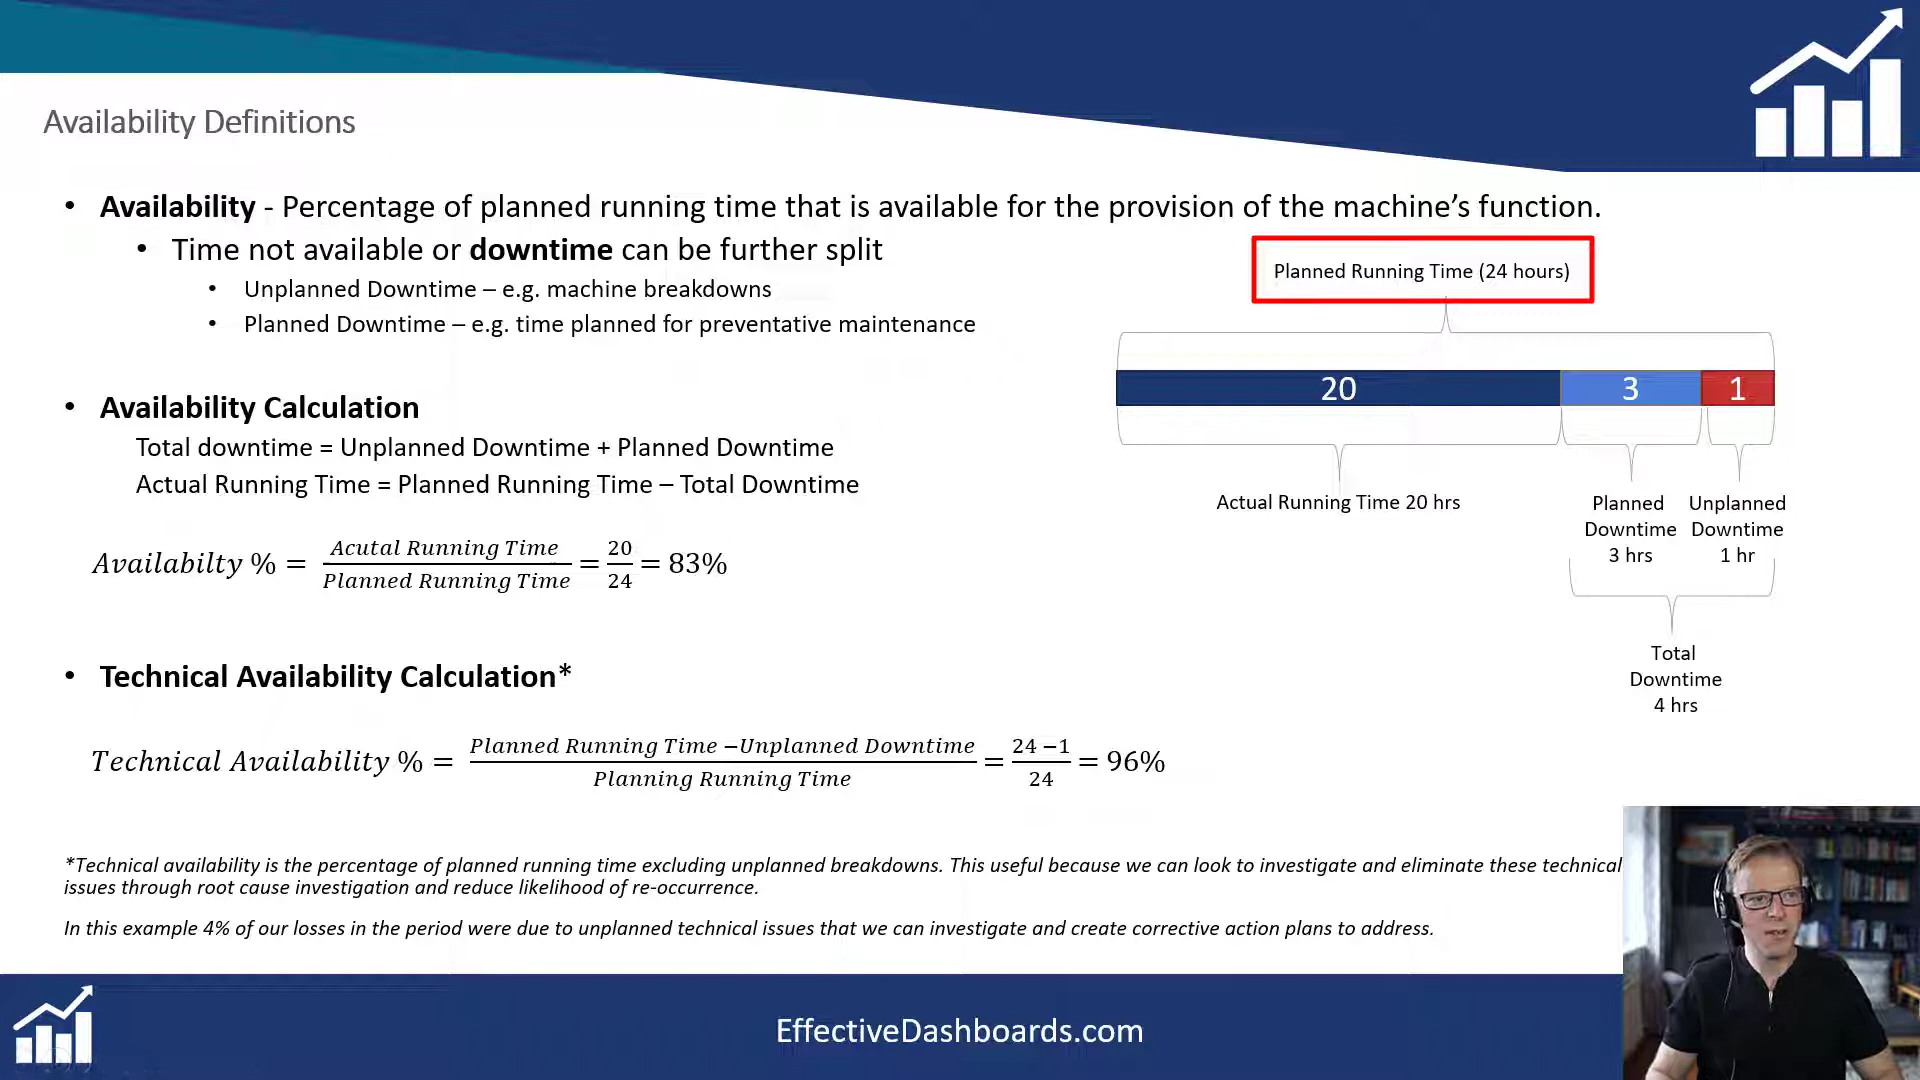 Availability Definitions
• Availability - Percentage of planned running time that is available for the provision of the machine’s function.
• Time not available or downtime can be further split
• Unplanned Downtime – e.g. machine breakdowns
• Planned Downtime – e.g. time planned for preventative maintenance
Planned Running Time (24 hours)
20 3 1
Actual Running Time 20 hrs
Planned
Downtime
3 hrs
Unplanned
Downtime
1 hr
Total
Downtime
4 hrs
• Availability Calculation
Total downtime = Unplanned Downtime + Planned Downtime
Actual Running Time = Planned Running Time – Total Downtime
Availabilty % = Acutal Running Time / Planned Running Time = 20/24 = 83%
• Technical Availability Calculation*
Technical Availability % = Planned Running Time −Unplanned Downtime / Planning Running Time = 24 −1 / 24 = 96%
*Technical availability is the percentage of planned running time excluding unplanned breakdowns. This useful because we can look to investigate and eliminate these technical
issues through root cause investigation and reduce likelihood of re-occurrence.
In this example 4% of our losses in the period were due to unplanned technical issues that we can investigate and create corrective action plans to address.
EffectiveDashboards.com